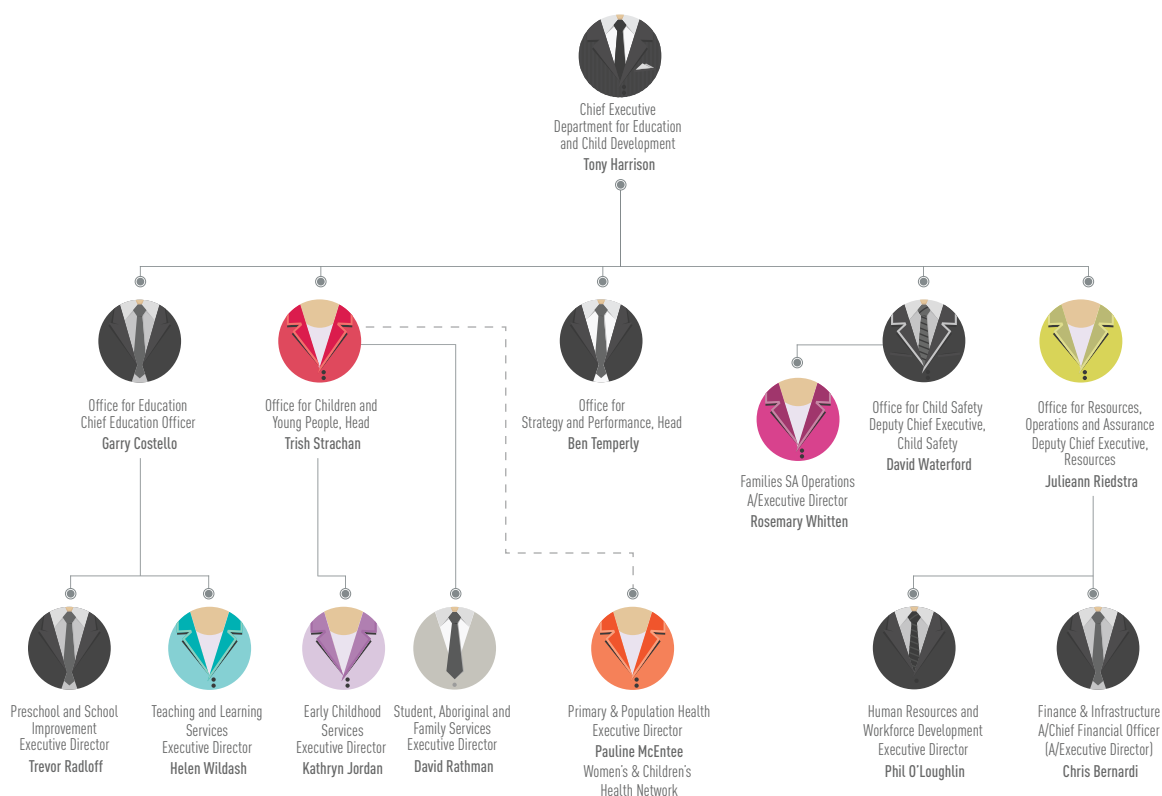 Chief Executive
Department for Education
and Child Development
Tony Harrison
Office for Education
Chief Education Officer
Garry Costello
Office for Children and
Young People, Head
Trish Strachan
Office for
Strategy and Performance, Head
Ben Temperly
Families SA Operations
A/Executive Director
Rosemary Whitten
Office for Child Safety
Deputy Chief Executive,
Child Safety
David Waterford
Office for Resources,
Operations and Assurance
Deputy Chief Executive,
Resources
Julieann Riedstra
Preschool and School
Improvement
Executive Director
Trevor Radloff
Teaching and Learning
Services
Executive Director
Helen Wildash
Early Childhood
Services
Executive Director
Kathryn Jordan
Student, Aboriginal and
Family Services
Executive Director
David Rathman
Primary & Population Health
Executive Director
Pauline McEntee
Women's & Children's
Health Network
Human Resources and
Workforce Development
Executive Director
Phil O'Loughlin
Finance & Infrastructure
A/Chief Financial Officer
(A/Executive Director)
Chris Bernardi